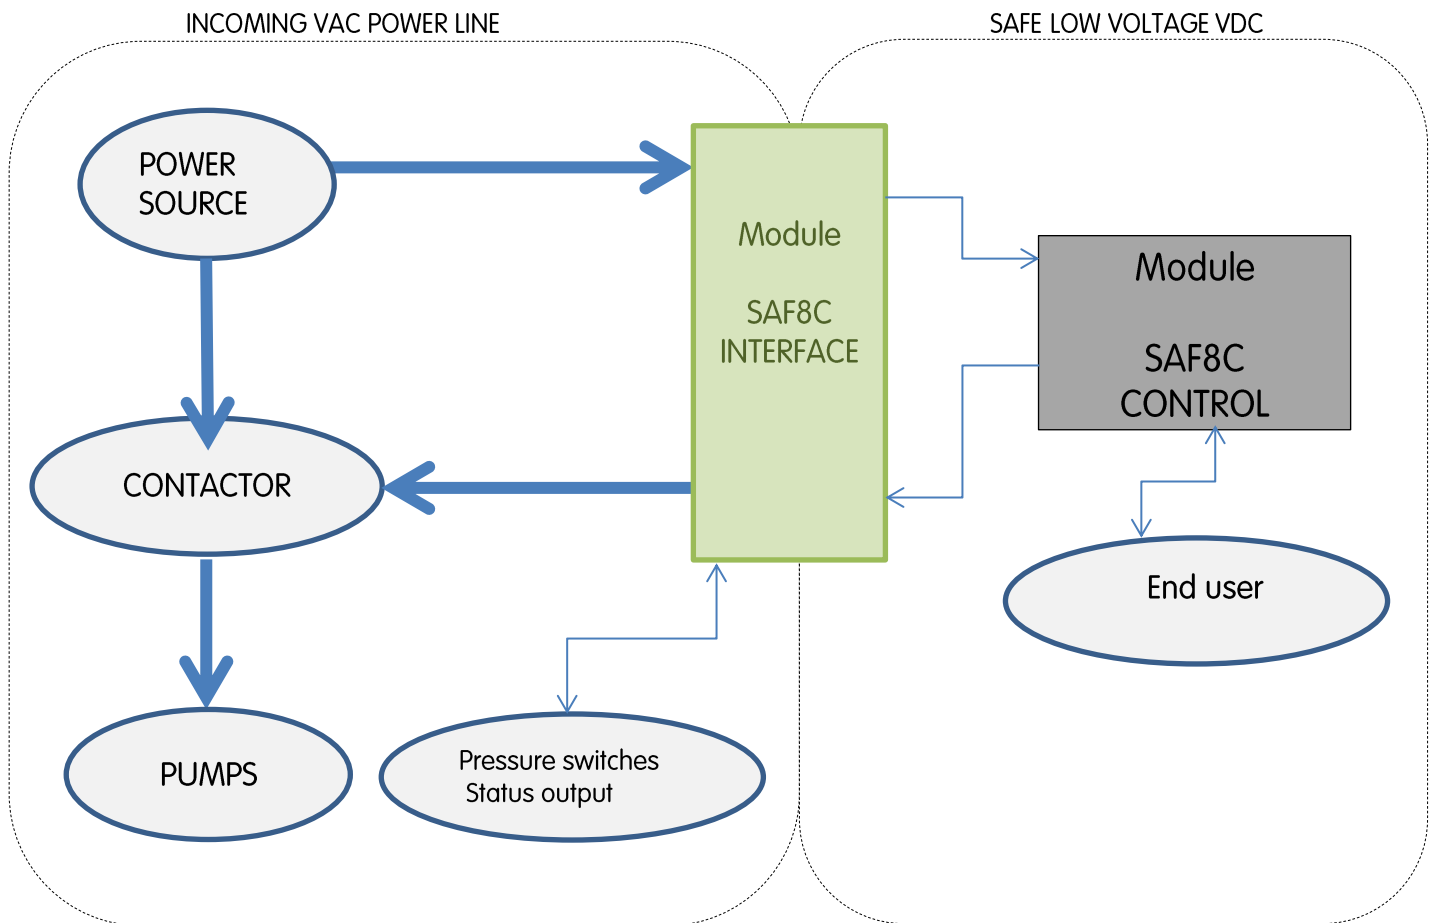 INCOMING VAC POWER LINE
SAFE LOW VOLTAGE VDC
POWER
SOURCE
Module
SAF8C
INTERFACE
Module
SAF8C
CONTROL
CONTACTOR
End user
PUMPS
Pressure switches
Status output